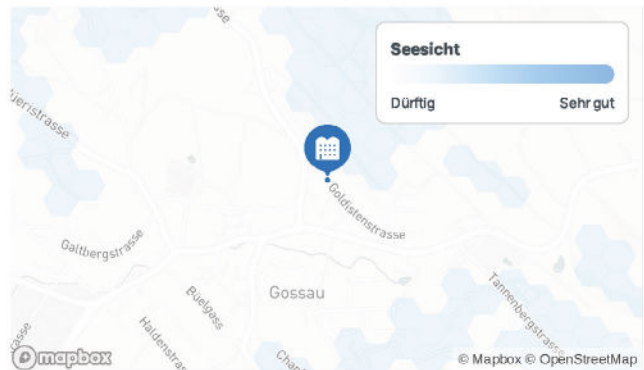 Seesicht
Dürftig
Sehr gut
Goldistenstrasse
Galtbergstrasse
Büelgass
Gossau
Tannenbergstrasse
mapbox
© Mapbox © OpenStreetMap